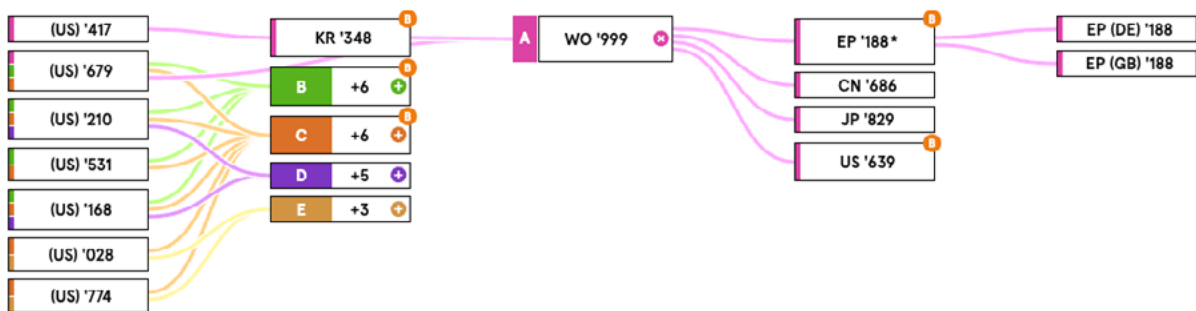 (US) '417
(US) '679
(US) '210
(US) '531
(US) '168
(US) '028
(US) '774
B
KR '348
B
B +6
B
C +6
D +5
E +3
A WO '999
B
EP '188*
CN '686
JP '829
B
US '639
EP (DE) '188
EP (GB) '188